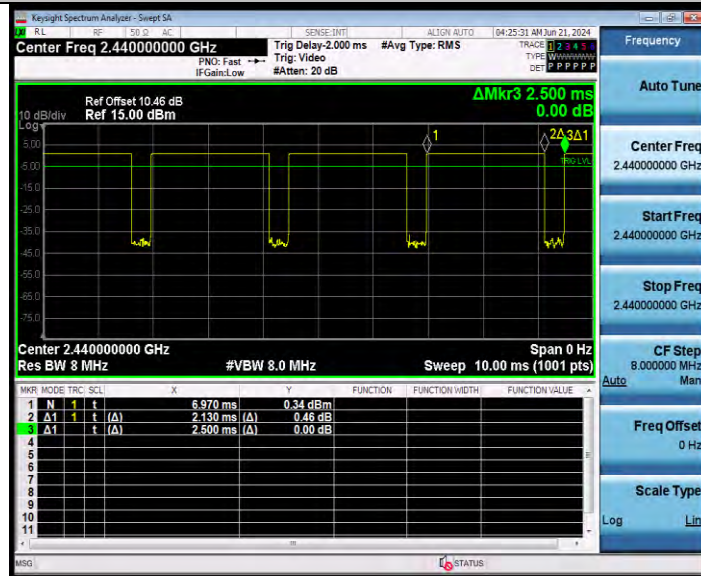 Keysight Spectrum Analyzer - Swept SA
LXI RL RF 50 Ω AC SENSE:INT ALIGN AUTO 04:25:31 AM Jun 21, 2024
Center Freq 2.440000000 GHz
PNO: Fast
IFGain:Low
Trig Delay-2.000 ms
Trig: Video
#Atten: 20 dB
#Avg Type: RMS
TRACE 1 2 3 4 5 6
TYPE
DET P P P P P P
Ref Offset 10.46 dB
10 dB/div Ref 15.00 dBm
Log
ΔMkr3 2.500 ms
0.00 dB
5.00
-5.00
-15.0
-25.0
-35.0
-45.0
-55.0
-65.0
-75.0
1
2Δ3Δ1
TRIG LVL
Center 2.440000000 GHz Span 0 Hz
Res BW 8 MHz #VBW 8.0 MHz Sweep 10.00 ms (1001 pts)
MKR MODE TRC SCL X Y FUNCTION FUNCTION WIDTH FUNCTION VALUE
1 N 1 t 6.970 ms 0.34 dBm
2 Δ1 1 t (Δ) 2.130 ms (Δ) 0.46 dB
3 Δ1 t (Δ) 2.500 ms (Δ) 0.00 dB
4
5
6
7
8
9
10
11
MSG STATUS
Frequency
Auto Tune
Center Freq
2.440000000 GHz
Start Freq
2.440000000 GHz
Stop Freq
2.440000000 GHz
CF Step
8.000000 MHz
Auto Man
Freq Offset
0 Hz
Scale Type
Log Lin